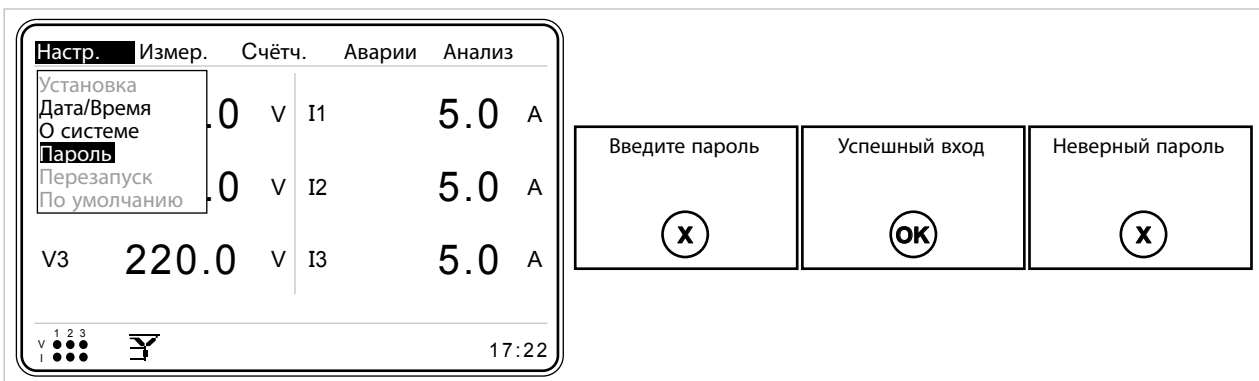 Настр. Измер. Счётч. Аварии Анализ
Установка
Дата/Время
О системе
Пароль
Перезапуск
По умолчанию
.0 V I1 5.0 A
.0 V I2 5.0 A
V3 220.0 V I3 5.0 A
1 2 3
V
I
17:22
Введите пароль
X
Успешный вход
OK
Неверный пароль
X